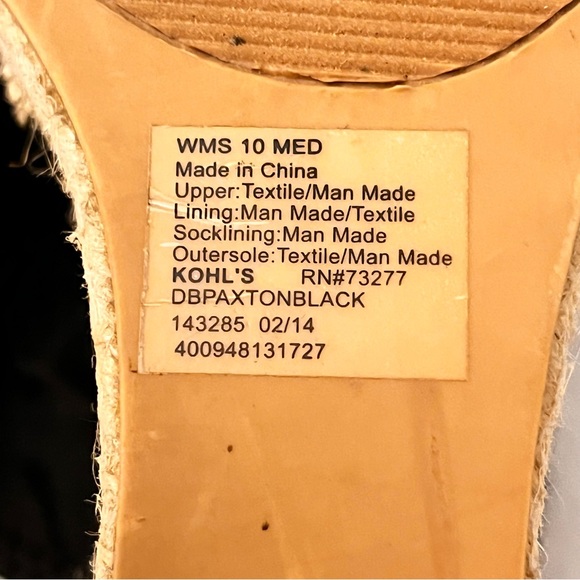 WMS 10 MED
Made in China
Upper:Textile/Man Made
Lining:Man Made/Textile
Socklining:Man Made
Outersole:Textile/Man Made
KOHL'S RN#73277
DBPAXTONBLACK
143285 02/14
400948131727